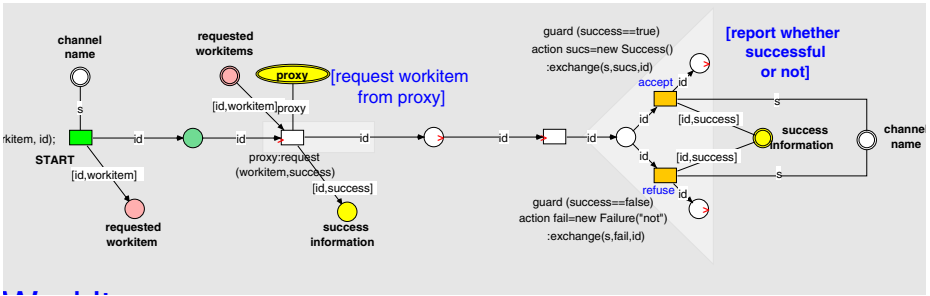 channel
name
s
rkitem, id);
START
id
id
[id,workitem]
requested
workitem
requested
workitems
proxy
[request workitem
from proxy]
[id,workitem]
proxy
>
proxy:request
(workitem,success)
[id,success]
success
information
id
>
id
>
id
guard (success==true)
action sucs=new Success()
:exchange(s,sucs,id)
[report whether
successful
or not]
accept
id
>
id
s
[id,success]
success
information
channel
name
[id,success]
id
s
refuse
id
>
guard (success==false)
action fail=new Failure("not")
:exchange(s,fail,id)